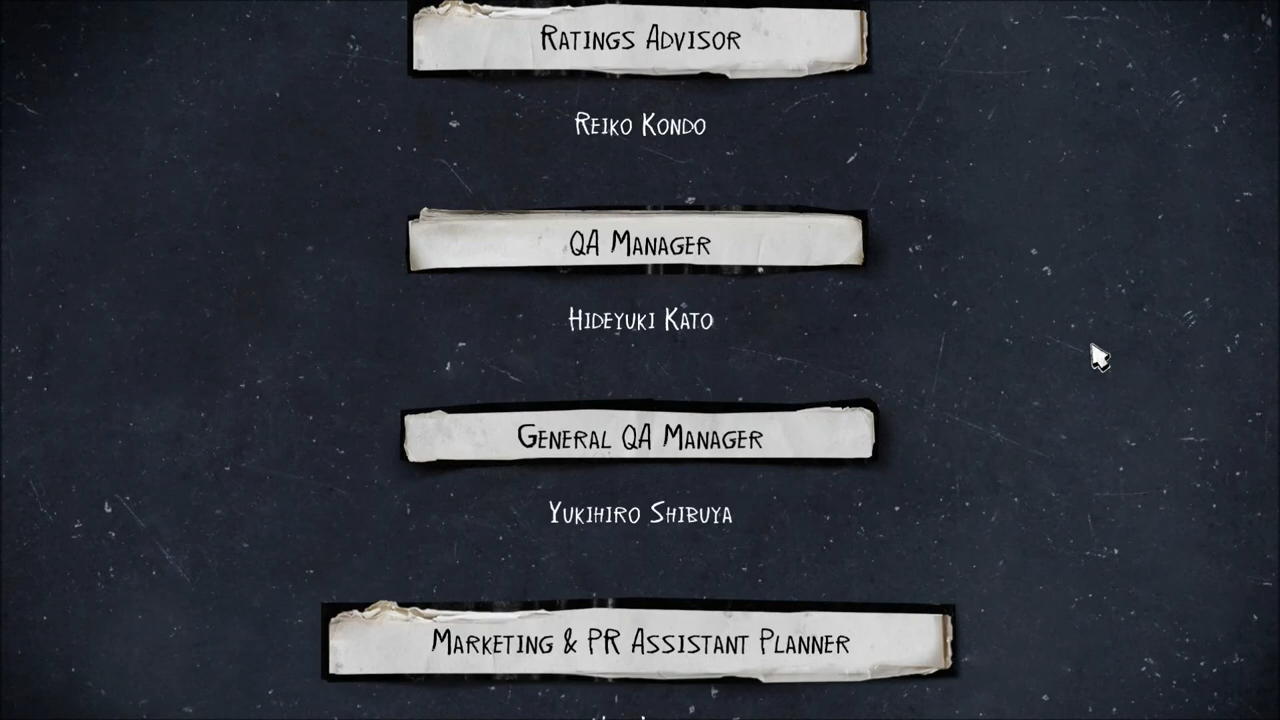 Ratings Advisor
Reiko Kondo
QA Manager
Hideyuki Kato
General QA Manager
Yukihiro Shibuya
Marketing & PR Assistant Planner